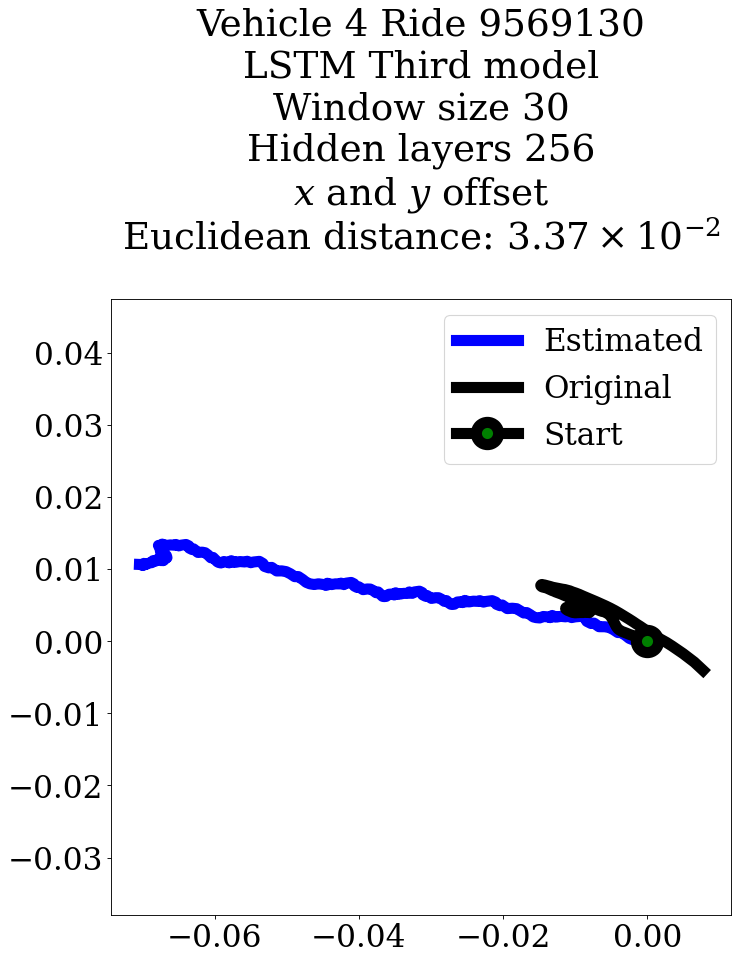 Vehicle 4 Ride 9569130
LSTM Third model
Window size 30
Hidden layers 256
x and y offset
Euclidean distance: 3.37 × 10⁻²
Estimated
Original
Start
0.04
0.03
0.02
0.01
0.00
−0.01
−0.02
−0.03
−0.06 −0.04 −0.02 0.00